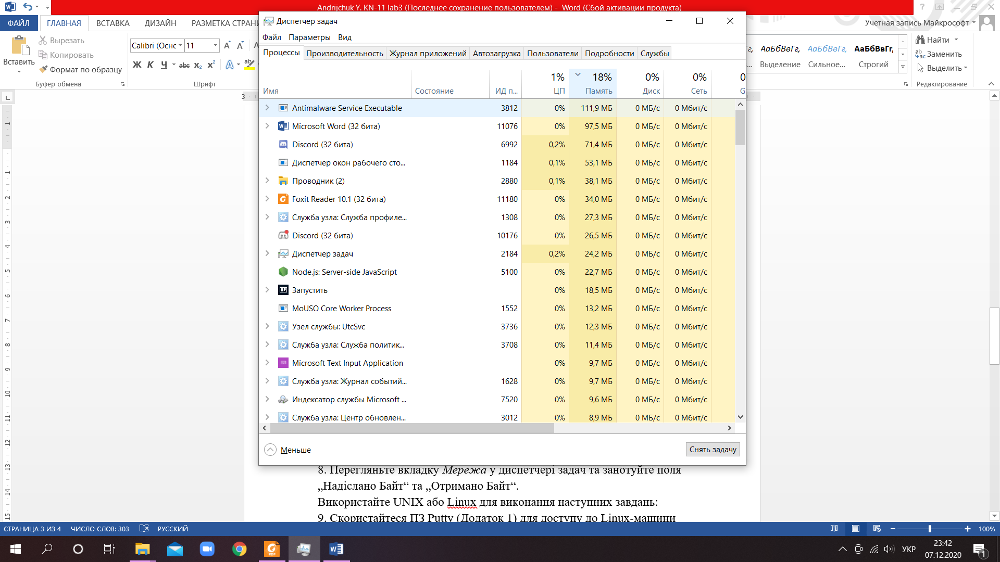 Andrijchuk Y. KN-11 lab3 (Последнее сохранение пользователем) - Word (Сбой активации продукта)
ФАЙЛ ГЛАВНАЯ ВСТАВКА ДИЗАЙН РАЗМЕТКА СТРАН Учетная запись Майкрософт
Вставить
Вырезать
Копировать
Формат по образцу
Буфер обмена
Calibri (Оснс 11
Ж К Ч abc x₂ x²
Шрифт
АаБбВвГг, АаБбВвГг, АаБбВвГг,
Выделение Сильное... Строгий
Найти
Заменить
Выделить
Редактирование
Диспетчер задач
Файл Параметры Вид
Процессы Производительность Журнал приложений Автозагрузка Пользователи Подробности Службы
1% 18% 0% 0% 0
Имя Состояние ИД п... ЦП Память Диск Сеть G
Antimalware Service Executable 3812 0% 111,9 МБ 0 МБ/с 0 Мбит/с
Microsoft Word (32 бита) 11076 0% 97,5 МБ 0 МБ/с 0 Мбит/с
Discord (32 бита) 6992 0,2% 71,4 МБ 0 МБ/с 0 Мбит/с
Диспетчер окон рабочего сто... 1184 0,1% 53,1 МБ 0 МБ/с 0 Мбит/с
Проводник (2) 2880 0,1% 38,1 МБ 0 МБ/с 0 Мбит/с
Foxit Reader 10.1 (32 бита) 11180 0% 34,0 МБ 0 МБ/с 0 Мбит/с
Служба узла: Служба профиле... 1308 0% 27,3 МБ 0 МБ/с 0 Мбит/с
Discord (32 бита) 10176 0% 26,5 МБ 0 МБ/с 0 Мбит/с
Диспетчер задач 2184 0,2% 24,2 МБ 0 МБ/с 0 Мбит/с
Node.js: Server-side JavaScript 5100 0% 22,7 МБ 0 МБ/с 0 Мбит/с
Запустить 0% 18,5 МБ 0 МБ/с 0 Мбит/с
MoUSO Core Worker Process 1552 0% 13,2 МБ 0 МБ/с 0 Мбит/с
Узел службы: UtcSvc 3736 0% 12,3 МБ 0 МБ/с 0 Мбит/с
Служба узла: Служба политик... 3708 0% 11,4 МБ 0 МБ/с 0 Мбит/с
Microsoft Text Input Application 0% 9,7 МБ 0 МБ/с 0 Мбит/с
Служба узла: Журнал событий... 1628 0% 9,7 МБ 0 МБ/с 0 Мбит/с
Индексатор службы Microsoft ... 7520 0% 9,6 МБ 0 МБ/с 0 Мбит/с
Служба узла: Центр обновлен... 3012 0% 8,9 МБ 0 МБ/с 0 Мбит/с
Меньше Снять задачу
8. Перегляньте вкладку Мережа у диспетчері задач та занотуйте поля
„Надіслано Байт“ та „Отримано Байт“.
Використайте UNIX або Linux для виконання наступних завдань:
9. Скористайтеся ПЗ Putty (Додаток 1) для доступу до Linux-машини
СТРАНИЦА 3 ИЗ 4 ЧИСЛО СЛОВ: 303 РУССКИЙ 100%
УКР
23:42
07.12.2020
1